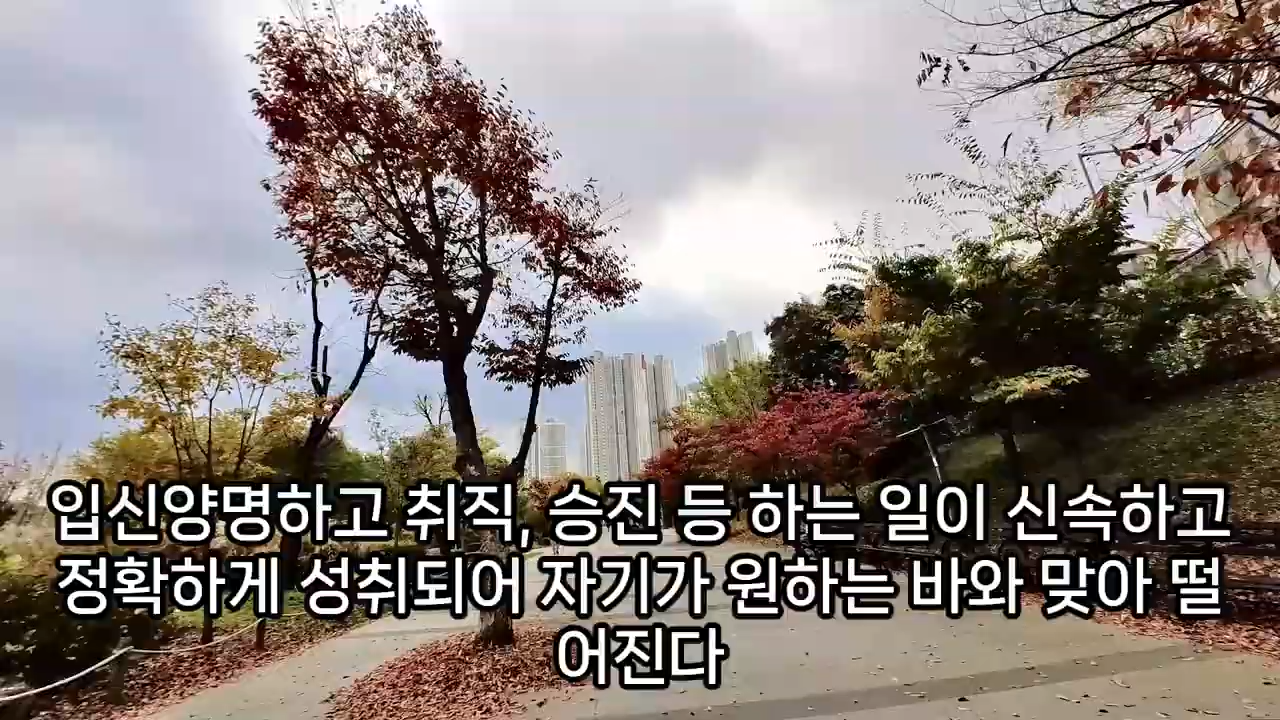 입신양명하고 취직, 승진 등 하는 일이 신속하고
정확하게 성취되어 자기가 원하는 바와 맞아 떨
어진다